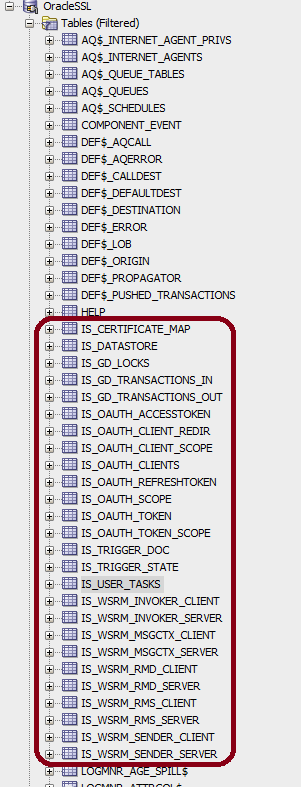 OracleSSL
Tables (Filtered)
AQ$_INTERNET_AGENT_PRIVS
AQ$_INTERNET_AGENTS
AQ$_QUEUE_TABLES
AQ$_QUEUES
AQ$_SCHEDULES
COMPONENT_EVENT
DEF$_AQCALL
DEF$_AQERROR
DEF$_CALLDEST
DEF$_DEFAULTDEST
DEF$_DESTINATION
DEF$_ERROR
DEF$_LOB
DEF$_ORIGIN
DEF$_PROPAGATOR
DEF$_PUSHED_TRANSACTIONS
HELP
IS_CERTIFICATE_MAP
IS_DATASTORE
IS_GD_LOCKS
IS_GD_TRANSACTIONS_IN
IS_GD_TRANSACTIONS_OUT
IS_OAUTH_ACCESSTOKEN
IS_OAUTH_CLIENT_REDIR
IS_OAUTH_CLIENT_SCOPE
IS_OAUTH_CLIENTS
IS_OAUTH_REFRESHTOKEN
IS_OAUTH_SCOPE
IS_OAUTH_TOKEN
IS_OAUTH_TOKEN_SCOPE
IS_TRIGGER_DOC
IS_TRIGGER_STATE
IS_USER_TASKS
IS_WSRM_INVOKER_CLIENT
IS_WSRM_INVOKER_SERVER
IS_WSRM_MSGCTX_CLIENT
IS_WSRM_MSGCTX_SERVER
IS_WSRM_RMD_CLIENT
IS_WSRM_RMD_SERVER
IS_WSRM_RMS_CLIENT
IS_WSRM_RMS_SERVER
IS_WSRM_SENDER_CLIENT
IS_WSRM_SENDER_SERVER
LOGMNR_AGE_SPILL$